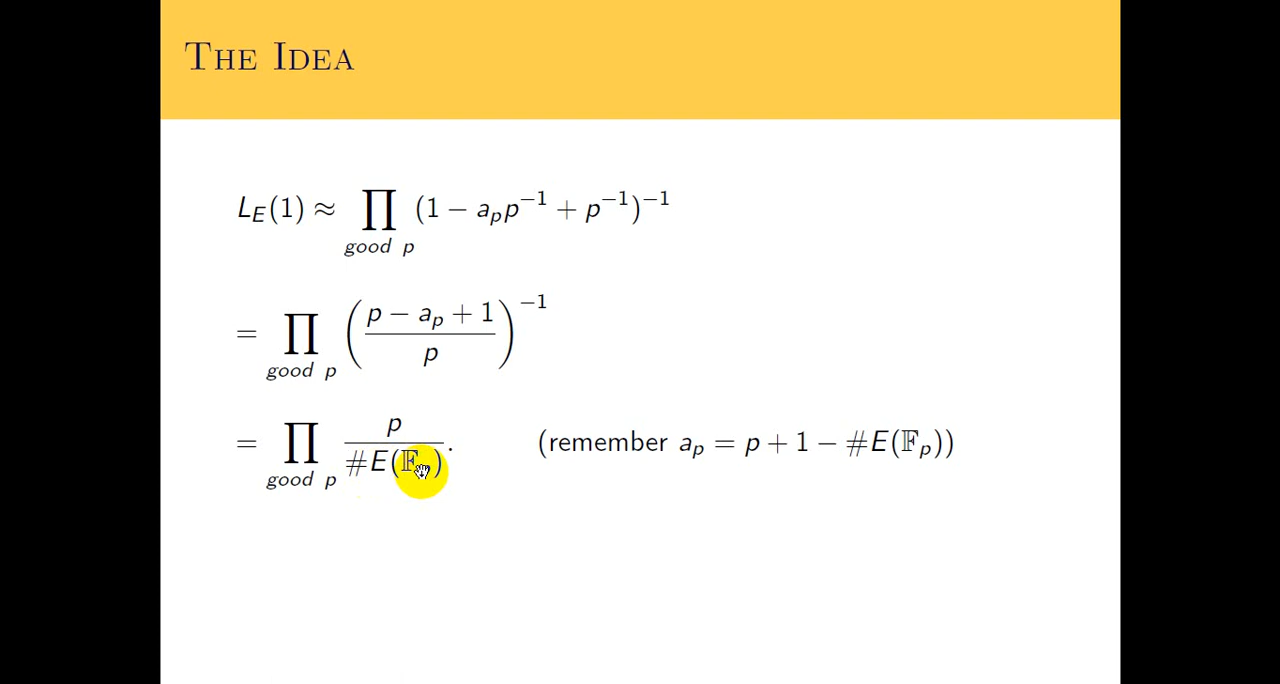 The Idea
L_E(1) ≈ ∏_{good p} (1 − a_p p^{−1} + p^{−1})^{−1}
= ∏_{good p} ((p − a_p + 1)/p)^{−1}
= ∏_{good p} p/#E(𝔽 ). (remember a_p = p + 1 − #E(𝔽_p))